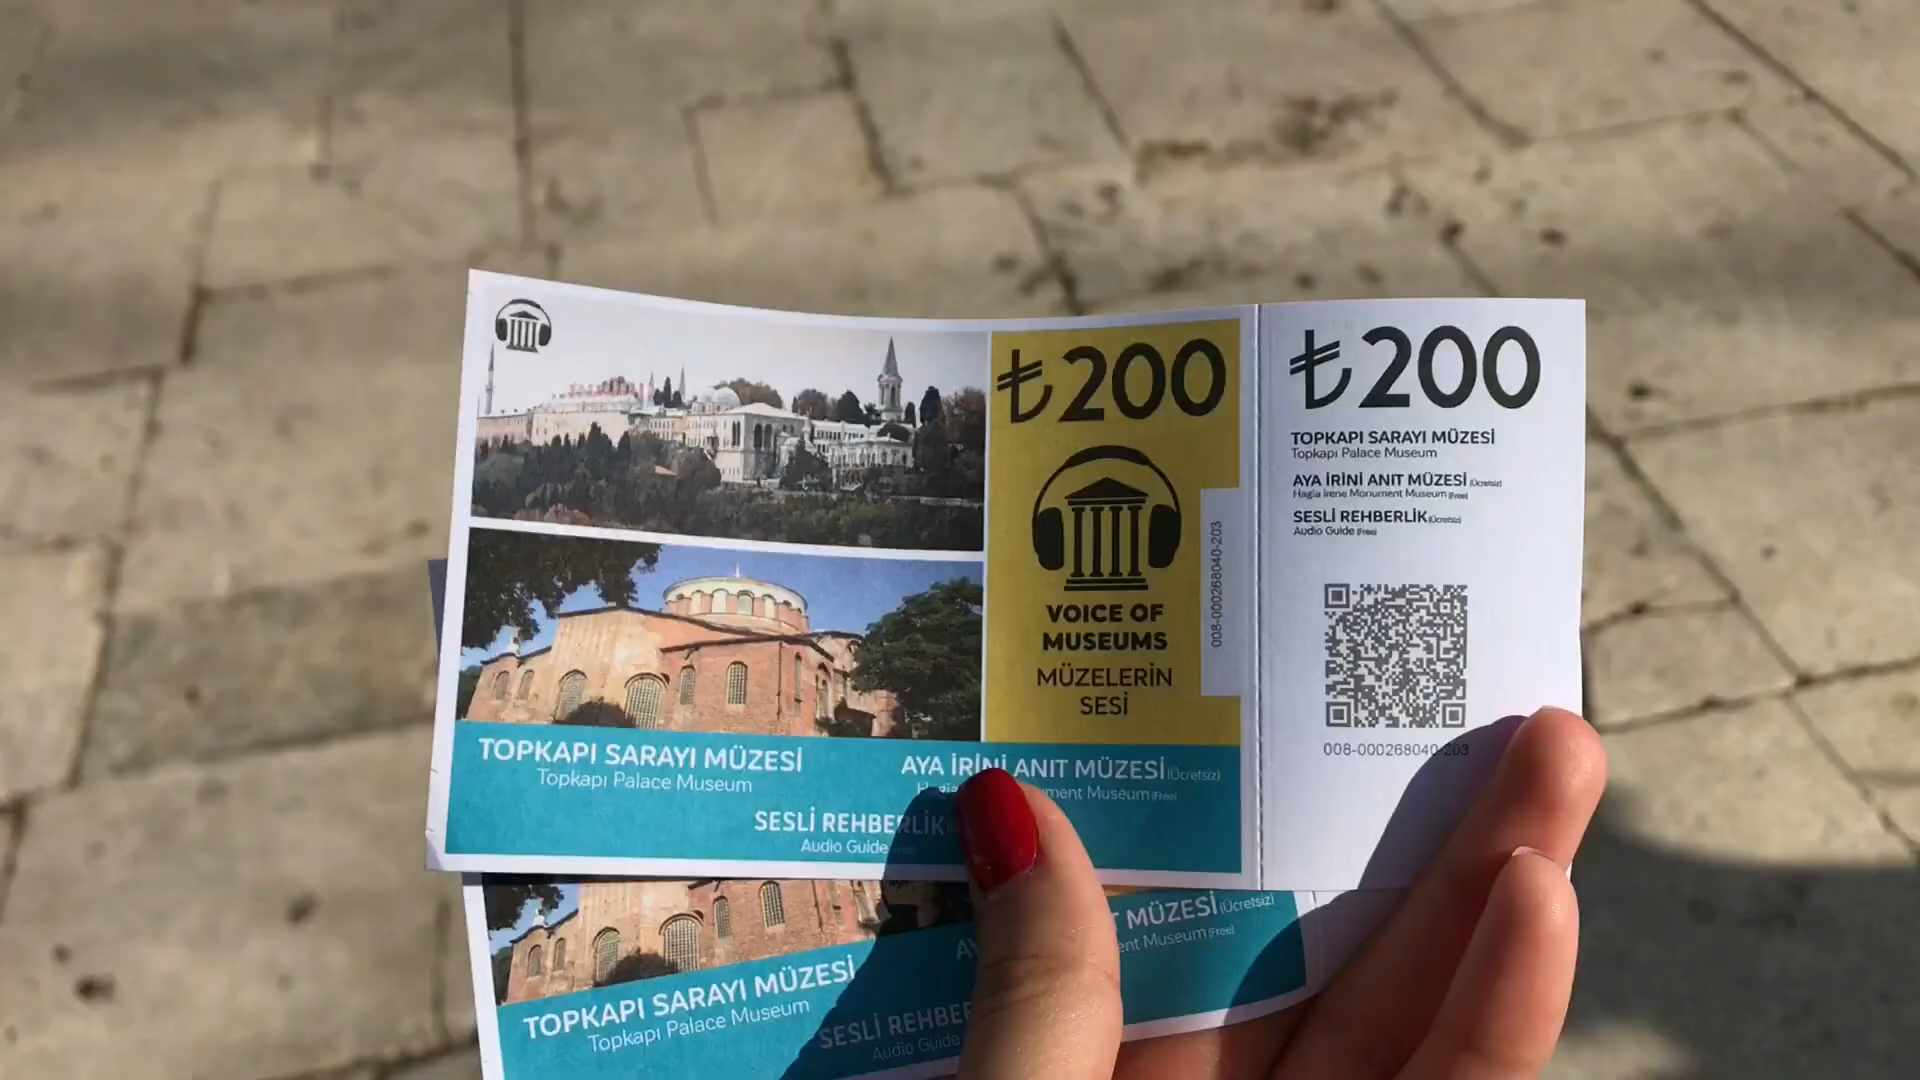 ₺200
VOICE OF
MUSEUMS
MÜZELERİN
SESİ
008-000268040-203
TOPKAPI SARAYI MÜZESİ
Topkapı Palace Museum
AYA İRİNİ ANIT MÜZESİ (Ücretsiz)
Museum (Free)
SESLİ REHBERLİK
Audio Guide
₺200
TOPKAPI SARAYI MÜZESİ
Topkapı Palace Museum
AYA İRİNİ ANIT MÜZESİ (Ücretsiz)
Hagia Irene Monument Museum (Free)
SESLİ REHBERLİK (Ücretsiz)
Audio Guide (Free)
008-000268040-203
TOPKAPI SARAYI MÜZESİ
Topkapı Palace Museum
MÜZESİ (Ücretsiz)
Museum (Free)
SESLİ
Audio Guide